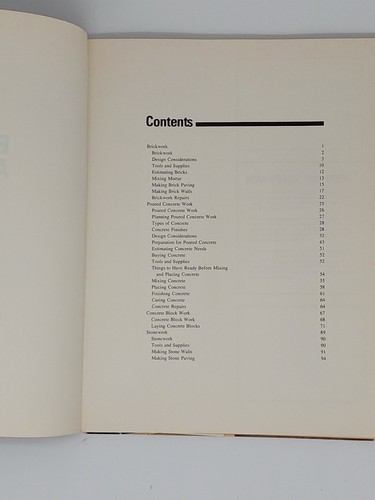 Contents
Brickwork 1
Brickwork 2
Design Considerations 3
Tools and Supplies 10
Estimating Bricks 12
Mixing Mortar 13
Making Brick Paving 15
Making Brick Walls 17
Brickwork Repairs 22
Poured Concrete Work 25
Poured Concrete Work 26
Planning Poured Concrete Work 27
Types of Concrete 28
Concrete Finishes 28
Design Considerations 32
Preparation for Poured Concrete 43
Estimating Concrete Needs 51
Buying Concrete 52
Tools and Supplies 52
Things to Have Ready Before Mixing
and Placing Concrete 54
Mixing Concrete 55
Placing Concrete 58
Finishing Concrete 61
Curing Concrete 64
Concrete Repairs 64
Concrete Block Work 67
Concrete Block Work 68
Laying Concrete Blocks 71
Stonework 89
Stonework 90
Tools and Supplies 90
Making Stone Walls 91
Making Stone Paving 94